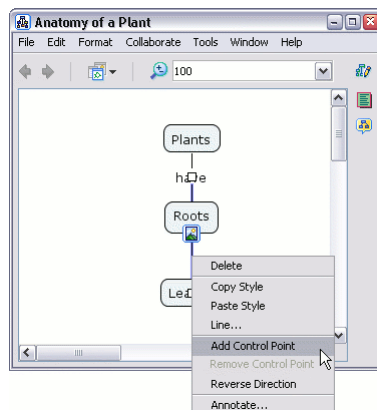 Anatomy of a Plant
File Edit Format Collaborate Tools Window Help
100
Plants
have
Roots
Delete
Copy Style
Paste Style
Line...
Add Control Point
Remove Control Point
Reverse Direction
Annotate...